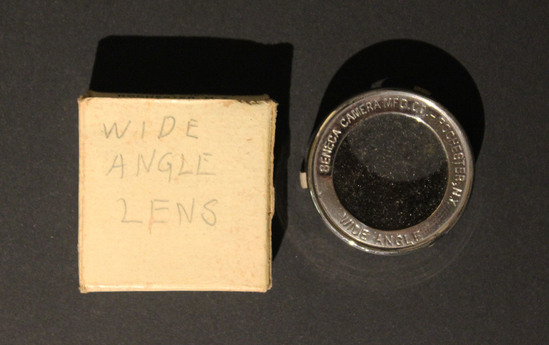 WIDE
ANGLE
LENS
SENECA CAMERA MFG. CO. — ROCHESTER, N.Y.
WIDE ANGLE